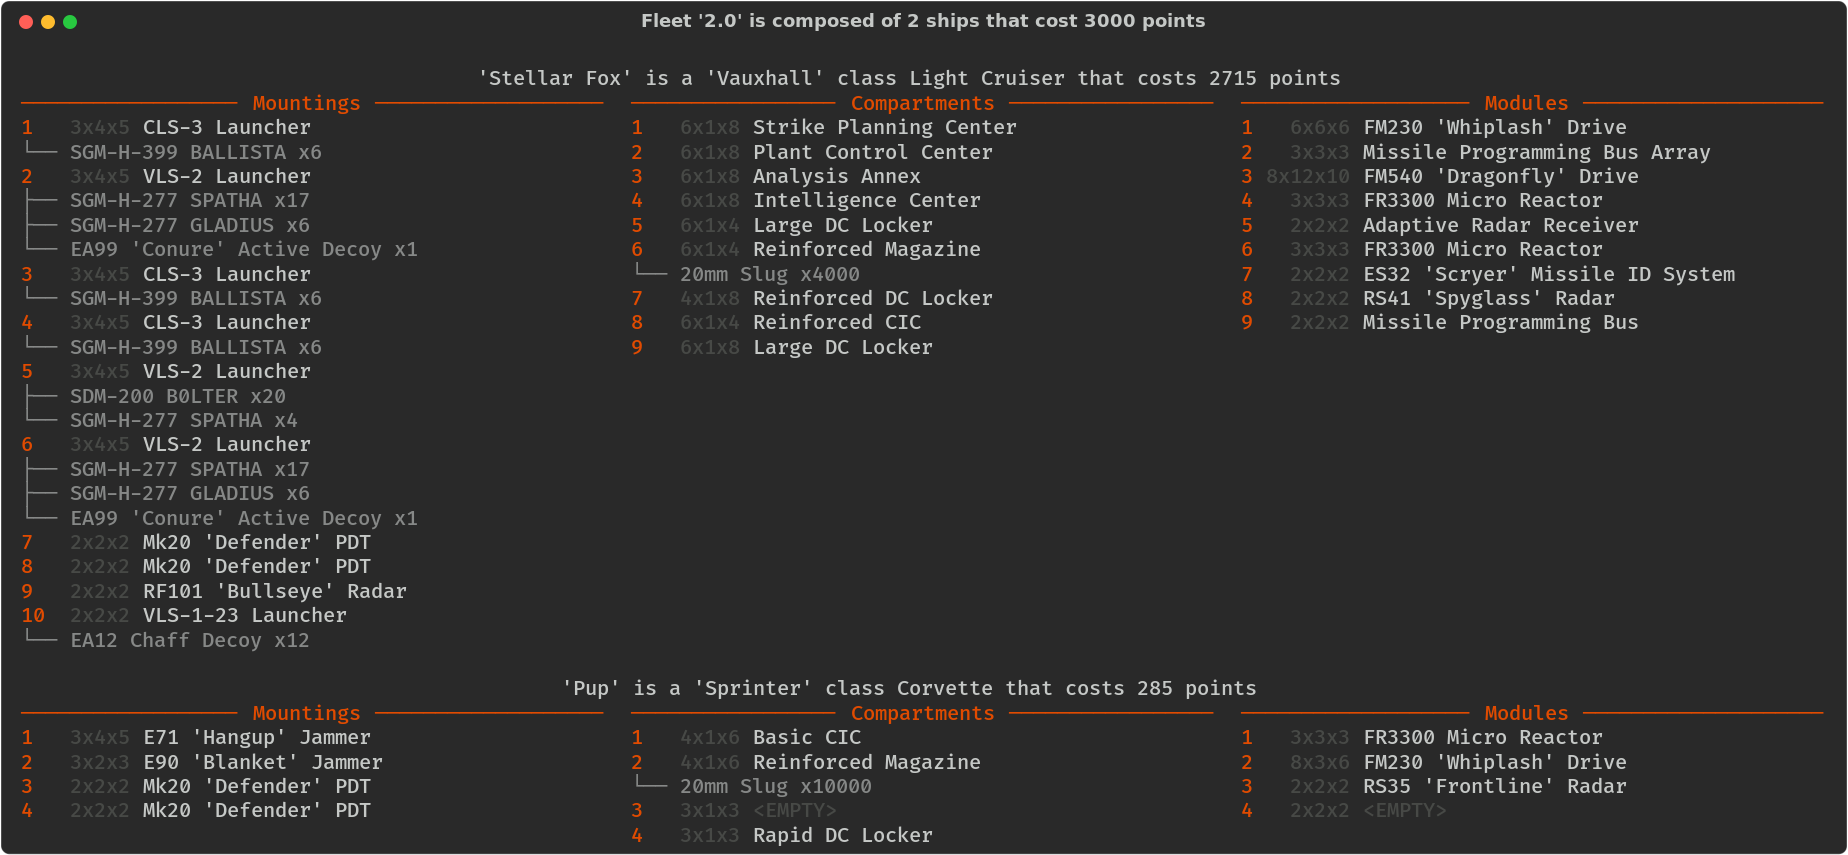 Fleet '2.0' is composed of 2 ships that cost 3000 points
'Stellar Fox' is a 'Vauxhall' class Light Cruiser that costs 2715 points
Mountings
1 3x4x5 CLS-3 Launcher
SGM-H-399 BALLISTA x6
2 3x4x5 VLS-2 Launcher
SGM-H-277 SPATHA x17
SGM-H-277 GLADIUS x6
EA99 'Conure' Active Decoy x1
3 3x4x5 CLS-3 Launcher
SGM-H-399 BALLISTA x6
4 3x4x5 CLS-3 Launcher
SGM-H-399 BALLISTA x6
5 3x4x5 VLS-2 Launcher
SDM-200 B0LTER x20
SGM-H-277 SPATHA x4
6 3x4x5 VLS-2 Launcher
SGM-H-277 SPATHA x17
SGM-H-277 GLADIUS x6
EA99 'Conure' Active Decoy x1
7 2x2x2 Mk20 'Defender' PDT
8 2x2x2 Mk20 'Defender' PDT
9 2x2x2 RF101 'Bullseye' Radar
10 2x2x2 VLS-1-23 Launcher
EA12 Chaff Decoy x12
Compartments
1 6x1x8 Strike Planning Center
2 6x1x8 Plant Control Center
3 6x1x8 Analysis Annex
4 6x1x8 Intelligence Center
5 6x1x4 Large DC Locker
6 6x1x4 Reinforced Magazine
20mm Slug x4000
7 4x1x8 Reinforced DC Locker
8 6x1x4 Reinforced CIC
9 6x1x8 Large DC Locker
Modules
1 6x6x6 FM230 'Whiplash' Drive
2 3x3x3 Missile Programming Bus Array
3 8x12x10 FM540 'Dragonfly' Drive
4 3x3x3 FR3300 Micro Reactor
5 2x2x2 Adaptive Radar Receiver
6 3x3x3 FR3300 Micro Reactor
7 2x2x2 ES32 'Scryer' Missile ID System
8 2x2x2 RS41 'Spyglass' Radar
9 2x2x2 Missile Programming Bus
'Pup' is a 'Sprinter' class Corvette that costs 285 points
Mountings
1 3x4x5 E71 'Hangup' Jammer
2 3x2x3 E90 'Blanket' Jammer
3 2x2x2 Mk20 'Defender' PDT
4 2x2x2 Mk20 'Defender' PDT
Compartments
1 4x1x6 Basic CIC
2 4x1x6 Reinforced Magazine
20mm Slug x10000
3 3x1x3 <EMPTY>
4 3x1x3 Rapid DC Locker
Modules
1 3x3x3 FR3300 Micro Reactor
2 8x3x6 FM230 'Whiplash' Drive
3 2x2x2 RS35 'Frontline' Radar
4 2x2x2 <EMPTY>